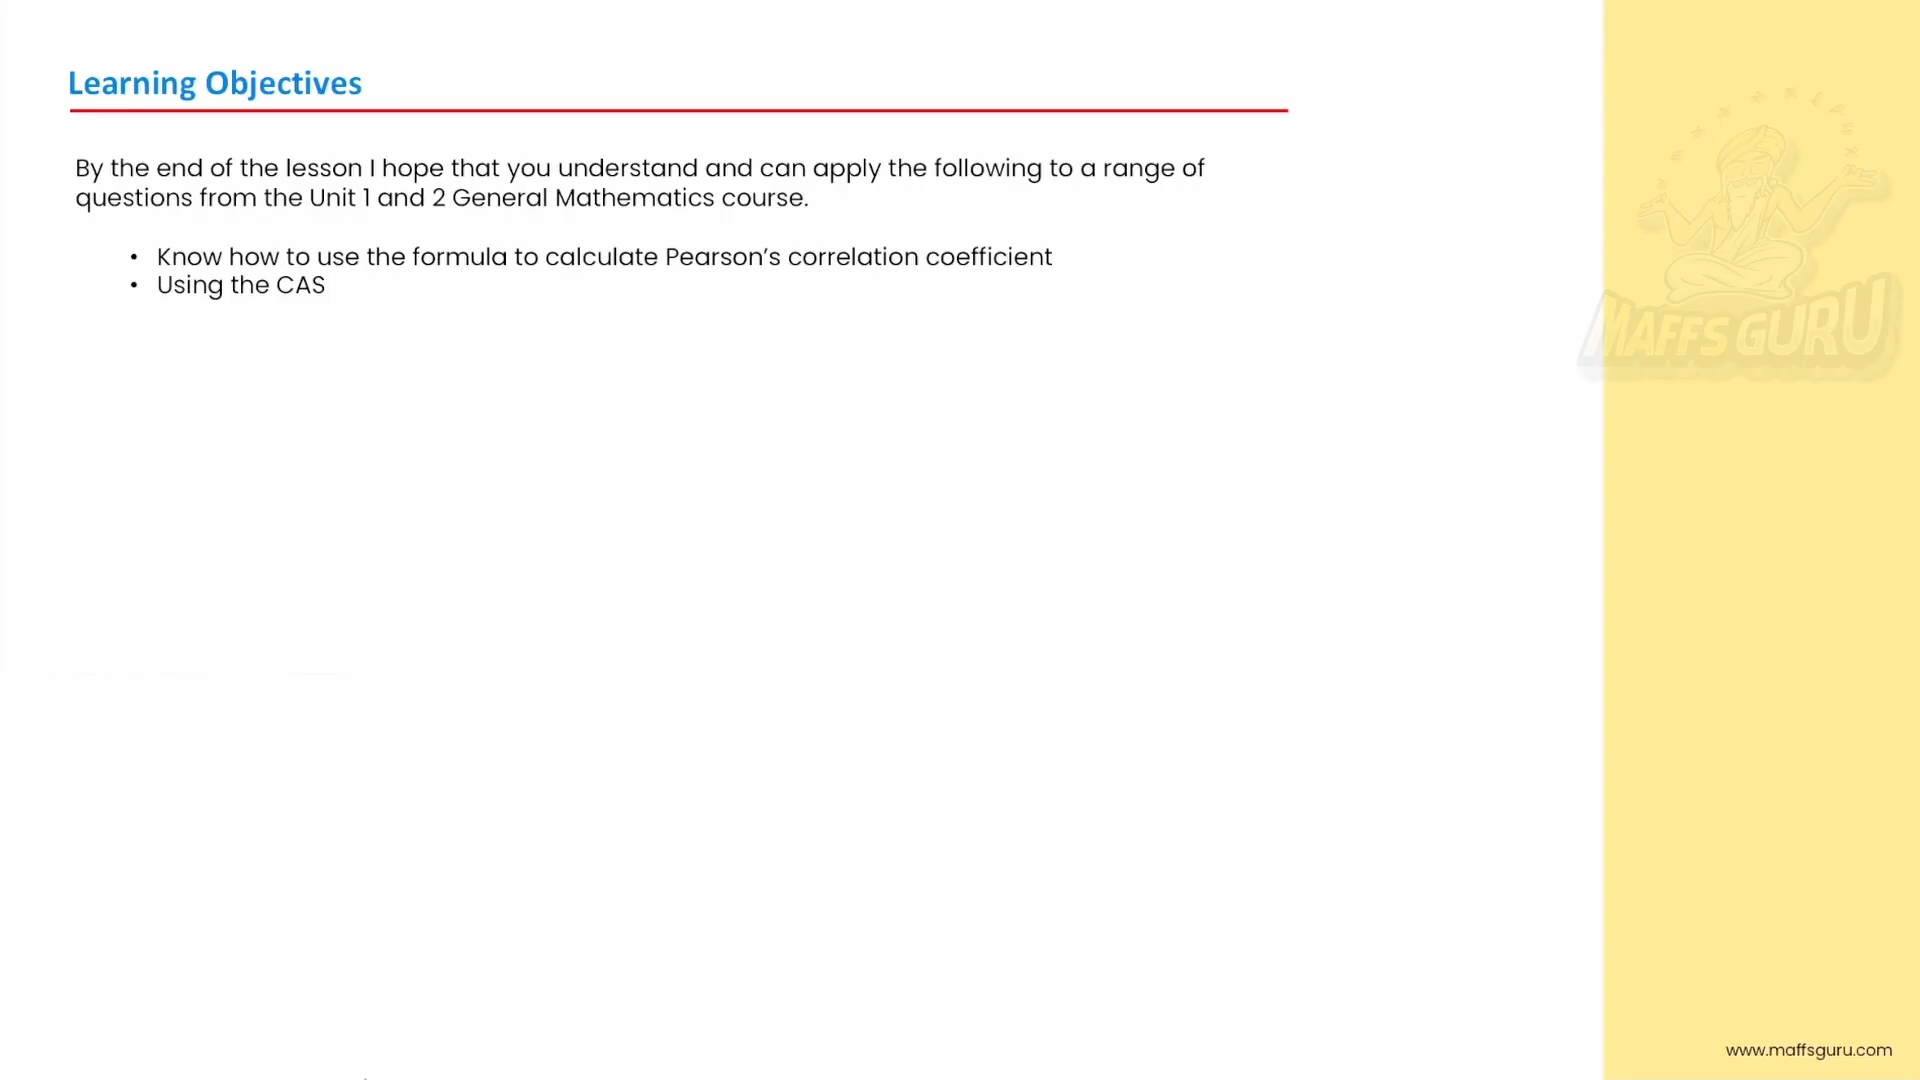 Learning Objectives
By the end of the lesson I hope that you understand and can apply the following to a range of
questions from the Unit 1 and 2 General Mathematics course.
• Know how to use the formula to calculate Pearson’s correlation coefficient
• Using the CAS
MAFFS GURU
www.maffsguru.com